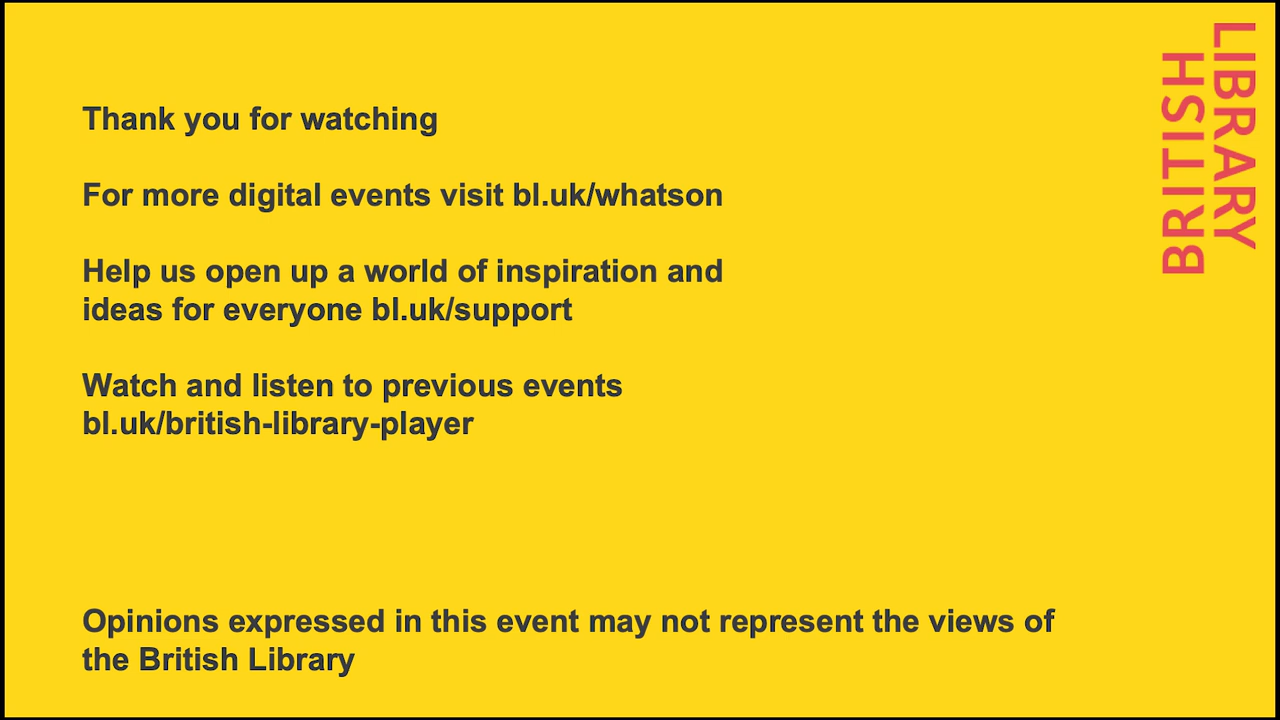 Thank you for watching
For more digital events visit bl.uk/whatson
Help us open up a world of inspiration and
ideas for everyone bl.uk/support
Watch and listen to previous events
bl.uk/british-library-player
Opinions expressed in this event may not represent the views of
the British Library
BRITISH
LIBRARY